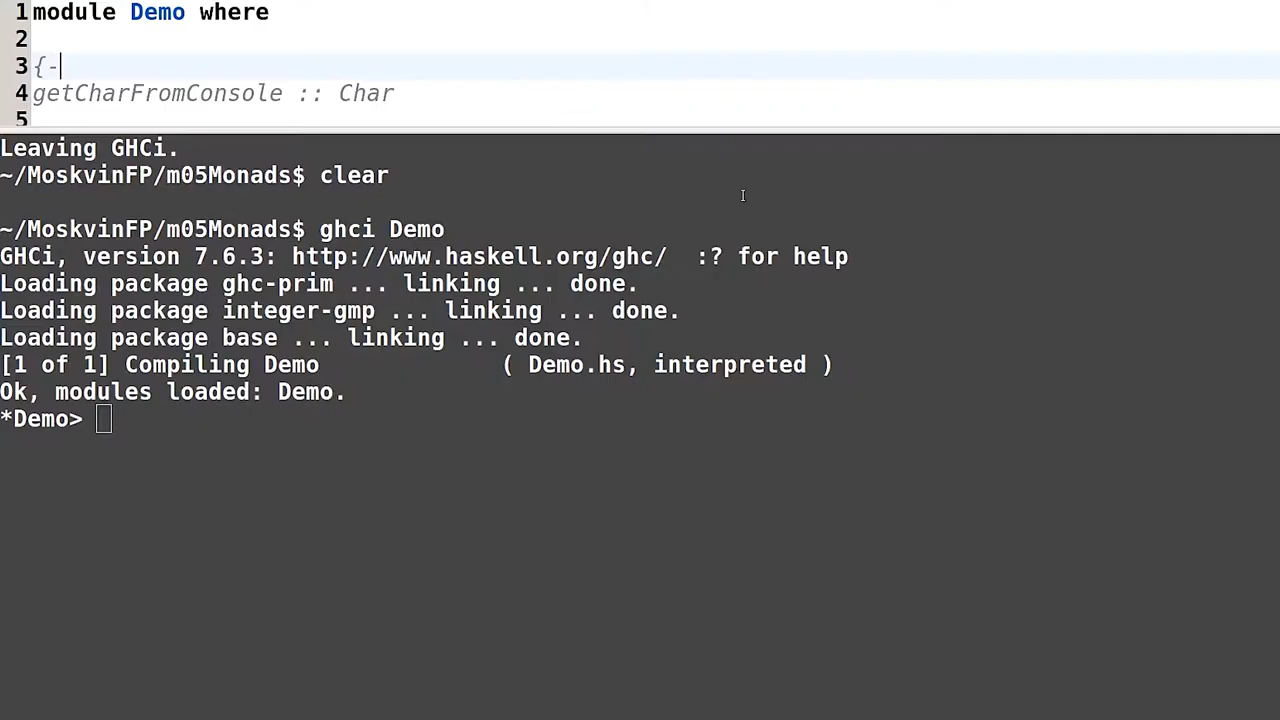 1 module Demo where
2
3 {-
4 getCharFromConsole :: Char
5
Leaving GHCi.
~/MoskvinFP/m05Monads$ clear
~/MoskvinFP/m05Monads$ ghci Demo
GHCi, version 7.6.3: http://www.haskell.org/ghc/  :? for help
Loading package ghc-prim ... linking ... done.
Loading package integer-gmp ... linking ... done.
Loading package base ... linking ... done.
[1 of 1] Compiling Demo             ( Demo.hs, interpreted )
Ok, modules loaded: Demo.
*Demo>